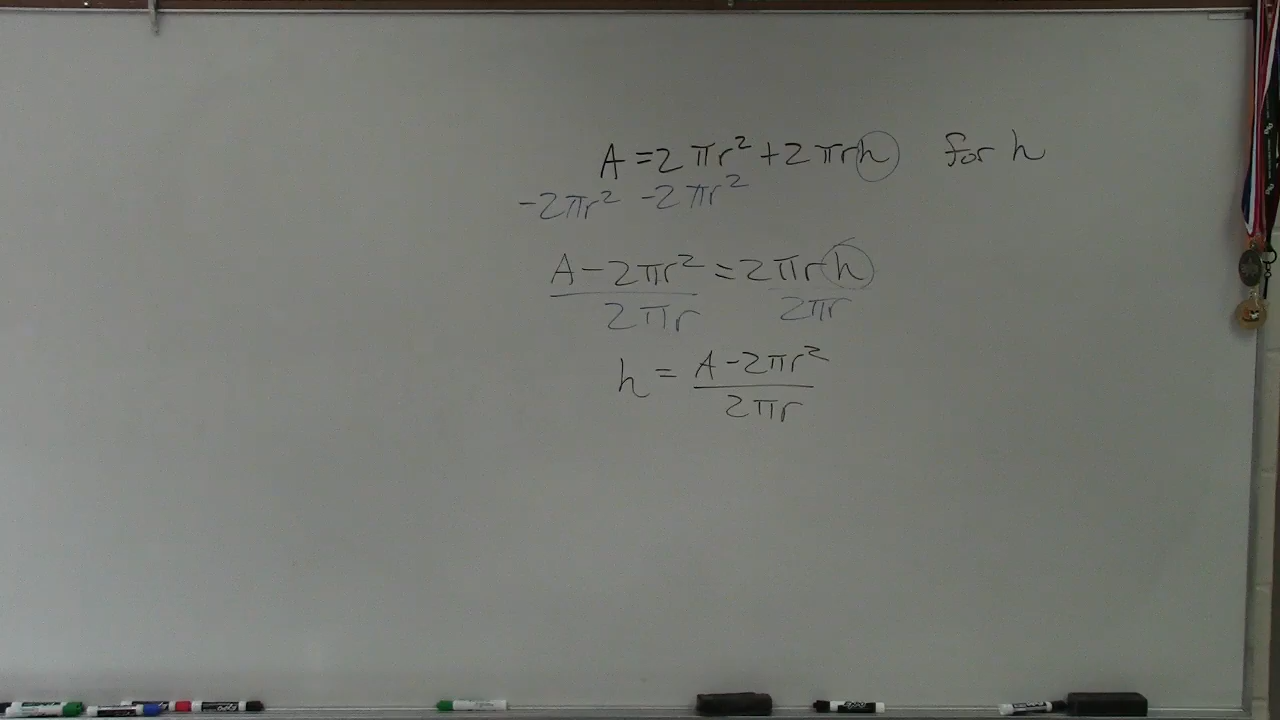 A = 2πr² + 2πrh for h
-2πr² -2πr²
A - 2πr² = 2πrh
2πr 2πr
h = A - 2πr²
2πr